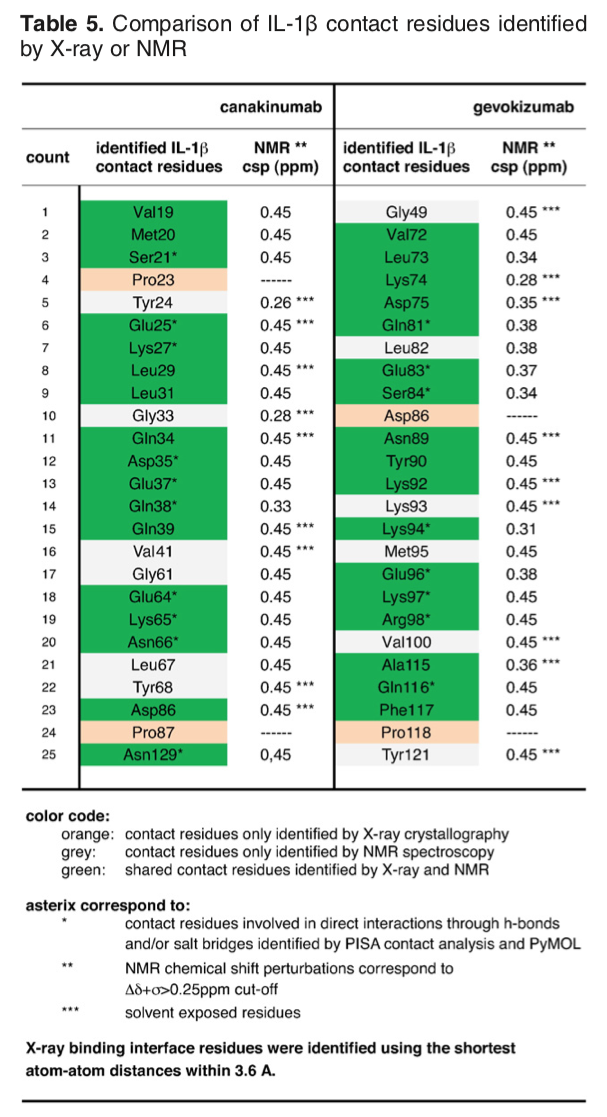 Table 5. Comparison of IL-1β contact residues identified
by X-ray or NMR
canakinumab gevokizumab
count identified IL-1β contact residues NMR ** csp (ppm) identified IL-1β contact residues NMR ** csp (ppm)
1 Val19 0.45 Gly49 0.45 ***
2 Met20 0.45 Val72 0.45
3 Ser21* 0.45 Leu73 0.34
4 Pro23 ------ Lys74 0.28 ***
5 Tyr24 0.26 *** Asp75 0.35 ***
6 Glu25* 0.45 *** Gln81* 0.38
7 Lys27* 0.45 Leu82 0.38
8 Leu29 0.45 *** Glu83* 0.37
9 Leu31 0.45 Ser84* 0.34
10 Gly33 0.28 *** Asp86 ------
11 Gln34 0.45 *** Asn89 0.45 ***
12 Asp35* 0.45 Tyr90 0.45
13 Glu37* 0.45 Lys92 0.45 ***
14 Gln38* 0.33 Lys93 0.45 ***
15 Gln39 0.45 *** Lys94* 0.31
16 Val41 0.45 *** Met95 0.45
17 Gly61 0.45 Glu96* 0.38
18 Glu64* 0.45 Lys97* 0.45
19 Lys65* 0.45 Arg98* 0.45
20 Asn66* 0.45 Val100 0.45 ***
21 Leu67 0.45 Ala115 0.36 ***
22 Tyr68 0.45 *** Gln116* 0.45
23 Asp86 0.45 *** Phe117 0.45
24 Pro87 ------ Pro118 ------
25 Asn129* 0,45 Tyr121 0.45 ***
color code:
orange: contact residues only identified by X-ray crystallography
grey: contact residues only identified by NMR spectroscopy
green: shared contact residues identified by X-ray and NMR
asterix correspond to:
* contact residues involved in direct interactions through h-bonds
and/or salt bridges identified by PISA contact analysis and PyMOL
** NMR chemical shift perturbations correspond to
Δδ+σ>0.25ppm cut-off
*** solvent exposed residues
X-ray binding interface residues were identified using the shortest
atom-atom distances within 3.6 A.